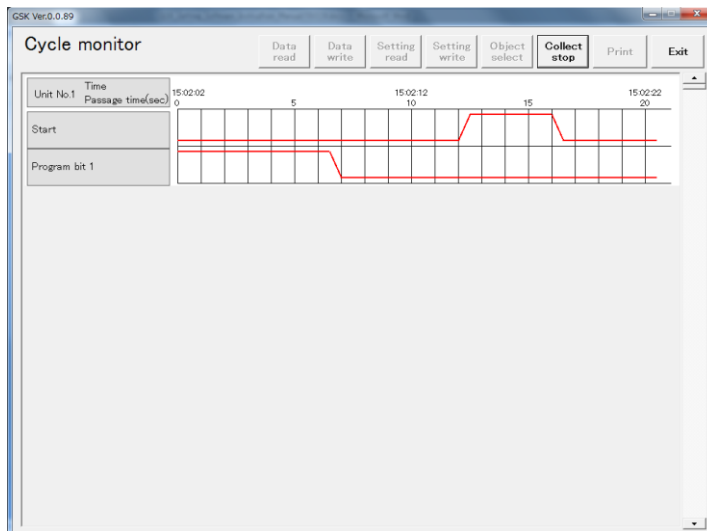 GSK Ver.0.0.89
Cycle monitor
Data read
Data write
Setting read
Setting write
Object select
Collect stop
Print
Exit
Unit No.1
Time
Passage time(sec)
15:02:02 15:02:12 15:02:22
0 5 10 15 20
Start
Program bit 1